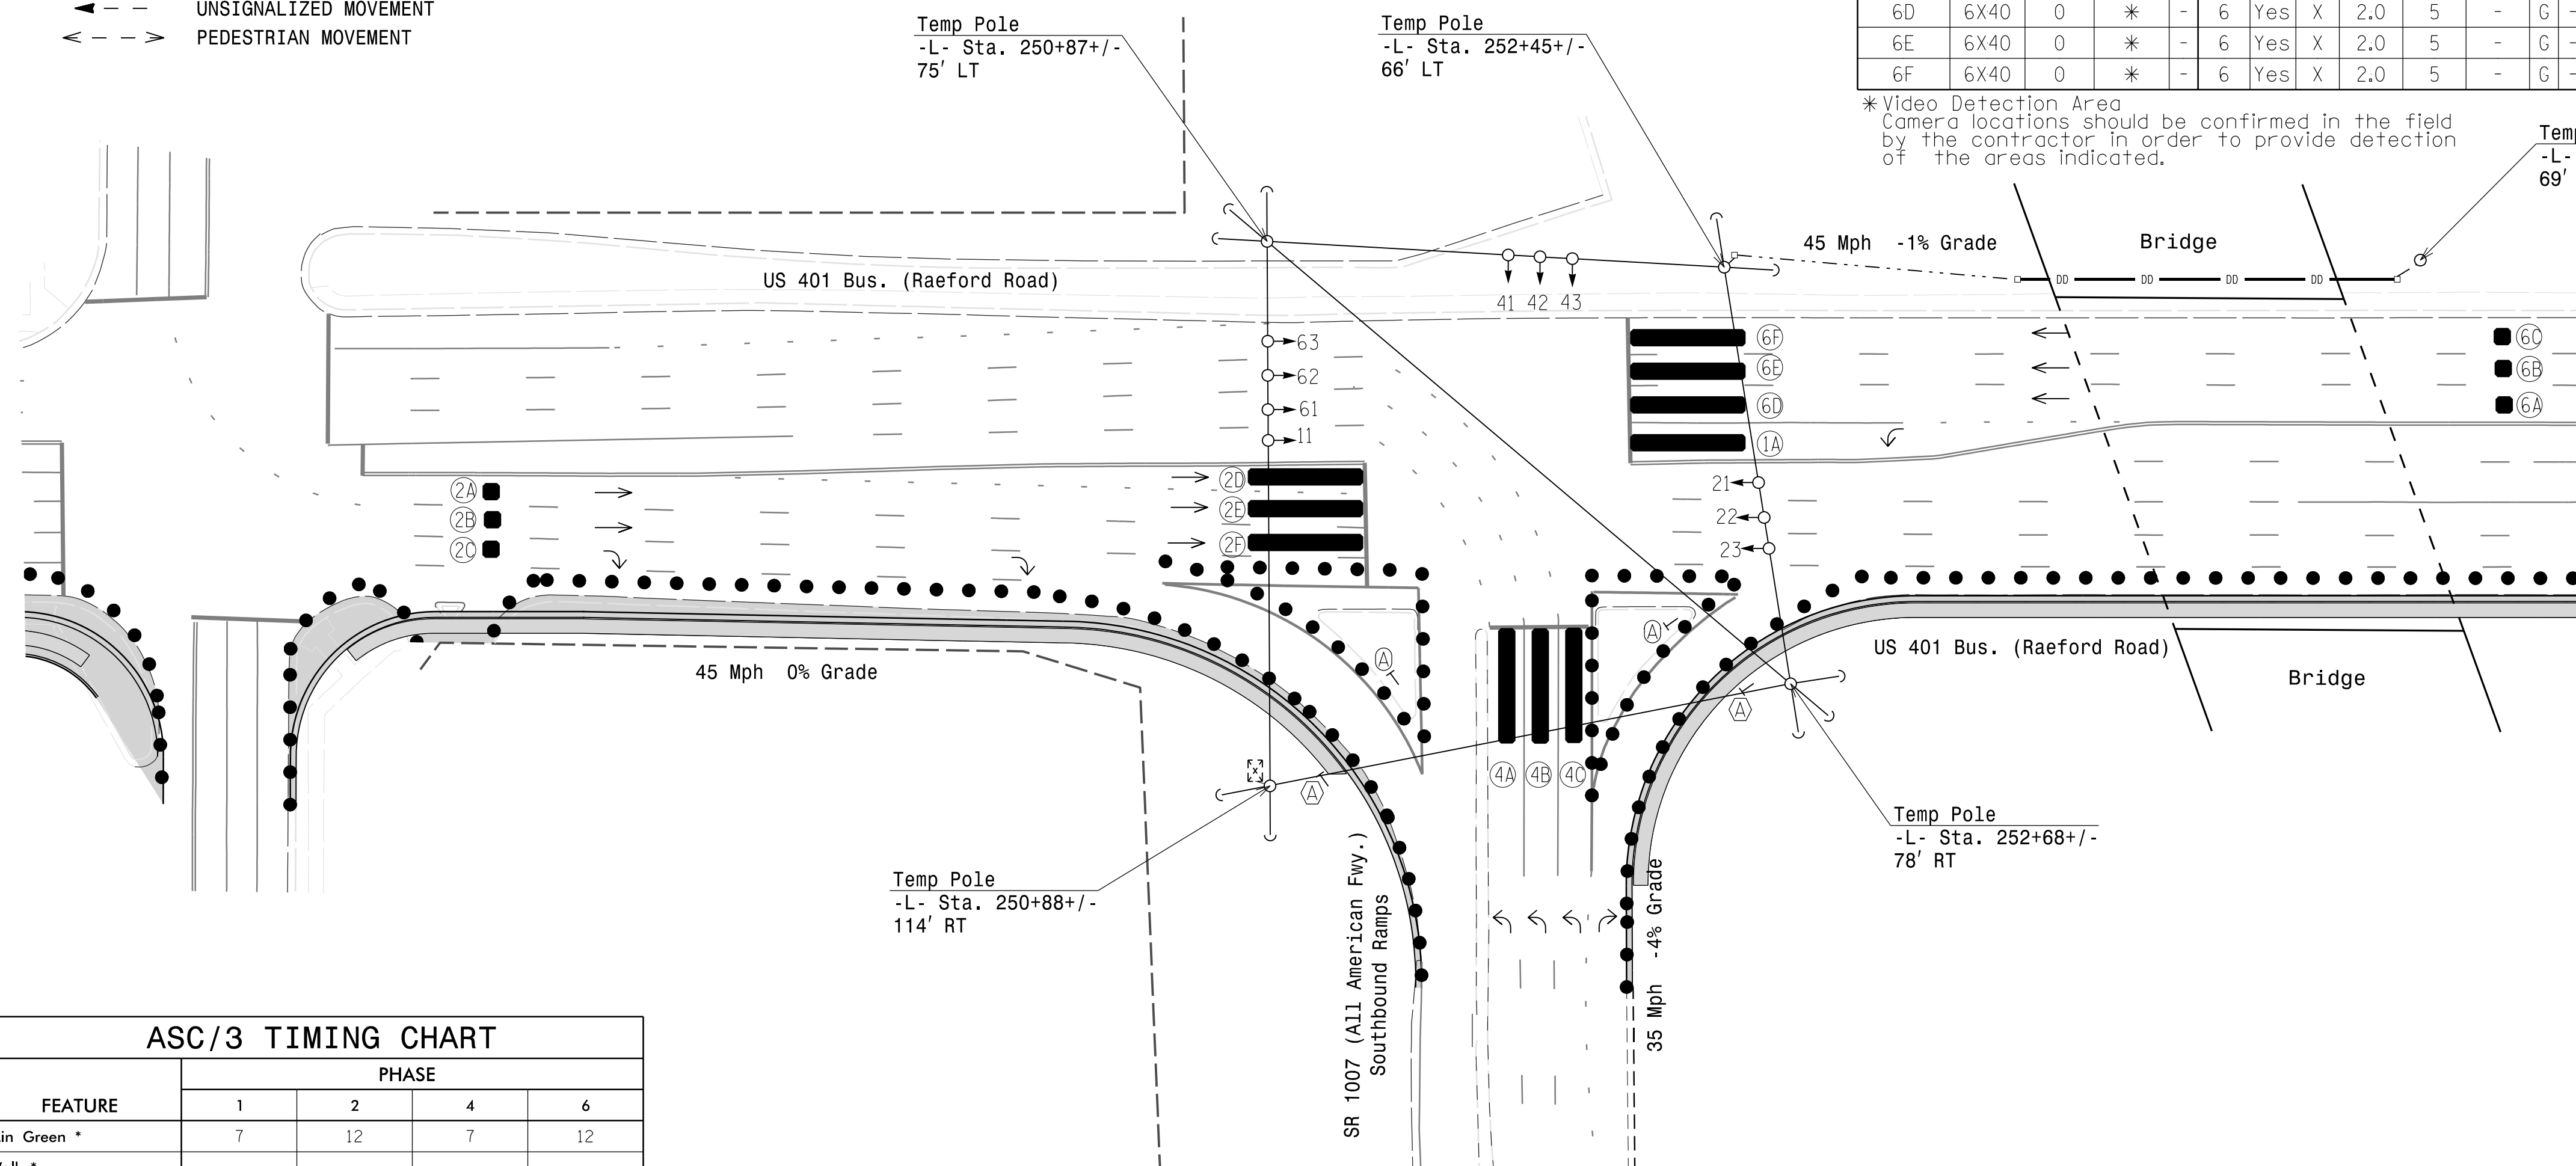 UNSIGNALIZED MOVEMENT
PEDESTRIAN MOVEMENT
Temp Pole
-L- Sta. 250+87+/-
75' LT
Temp Pole
-L- Sta. 252+45+/-
66' LT
6D 6X40 0 * - 6 Yes X 2.0 5 - G -
6E 6X40 0 * - 6 Yes X 2.0 5 - G -
6F 6X40 0 * - 6 Yes X 2.0 5 - G -
* Video Detection Area
Camera locations should be confirmed in the field
by the contractor in order to provide detection
of the areas indicated.
-L-
69'
45 Mph -1% Grade
Bridge
DD DD DD DD
US 401 Bus. (Raeford Road)
41 42 43
63
62
61
11
6F
6E
6D
1A
6C
6B
6A
2A
2B
2C
2D
2E
2F
21
22
23
45 Mph 0% Grade
A
A
US 401 Bus. (Raeford Road)
Bridge
A
A
4A 4B 4C
X
Temp Pole
-L- Sta. 252+68+/-
78' RT
Temp Pole
-L- Sta. 250+88+/-
114' RT
SR 1007 (All American Fwy.)
Southbound Ramps
35 Mph -4% Grade
ASC/3 TIMING CHART
PHASE
FEATURE 1 2 4 6
Green * 7 12 7 12